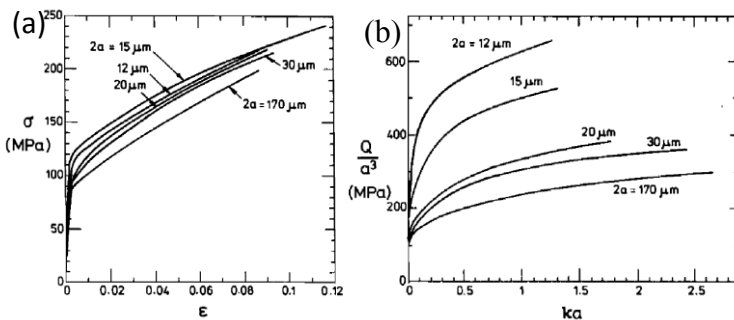 (a)
250
200
150
100
50
0
σ
(MPa)
2a = 15 μm
12 μm
20 μm
30 μm
2a = 170 μm
0 0.02 0.04 0.06 0.08 0.1 0.12
ε
(b)
600
400
200
0
Q
a³
(MPa)
2a = 12 μm
15 μm
20 μm
30 μm
2a = 170 μm
0 0.5 1 1.5 2 2.5
ka